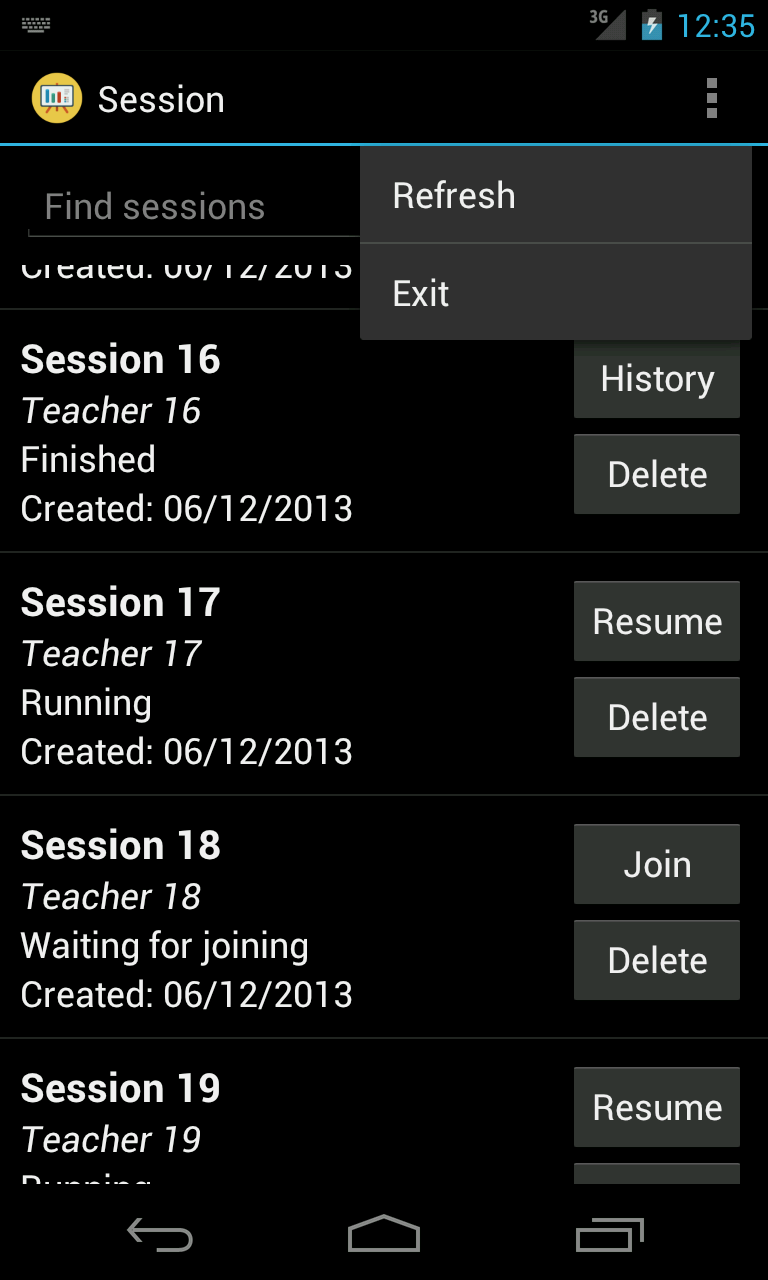 3G 12:35
Session
Find sessions
Refresh
Exit
Created: 06/12/2013
Session 16
Teacher 16
Finished
Created: 06/12/2013
History
Delete
Session 17
Teacher 17
Running
Created: 06/12/2013
Resume
Delete
Session 18
Teacher 18
Waiting for joining
Created: 06/12/2013
Join
Delete
Session 19
Teacher 19
Running
Resume